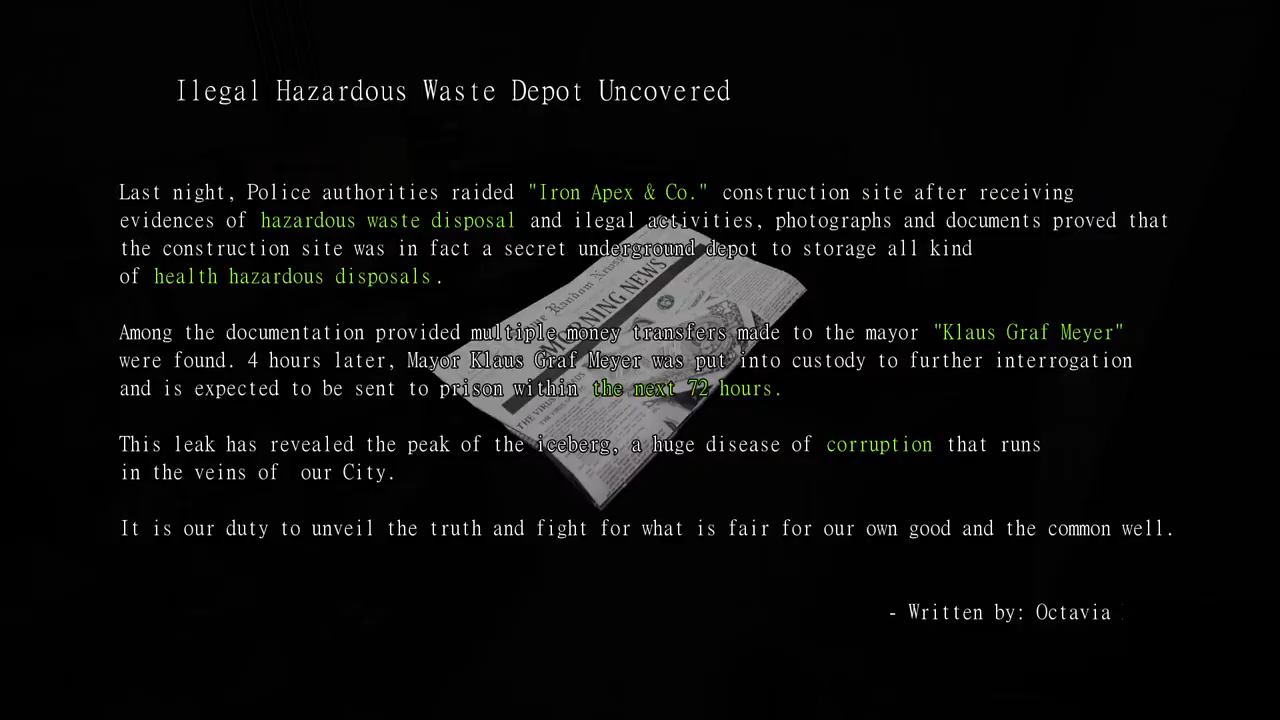 Ilegal Hazardous Waste Depot Uncovered
Last night, Police authorities raided "Iron Apex & Co." construction site after receiving
evidences of hazardous waste disposal and ilegal activities, photographs and documents proved that
the construction site was in fact a secret underground depot to storage all kind
of health hazardous disposals.
Among the documentation provided multiple money transfers made to the mayor "Klaus Graf Meyer"
were found. 4 hours later, Mayor Klaus Graf Meyer was put into custody to further interrogation
and is expected to be sent to prison within the next 72 hours.
This leak has revealed the peak of the iceberg, a huge disease of corruption that runs
in the veins of our City.
It is our duty to unveil the truth and fight for what is fair for our own good and the common well.
- Written by: Octavia
MORNING NEWS